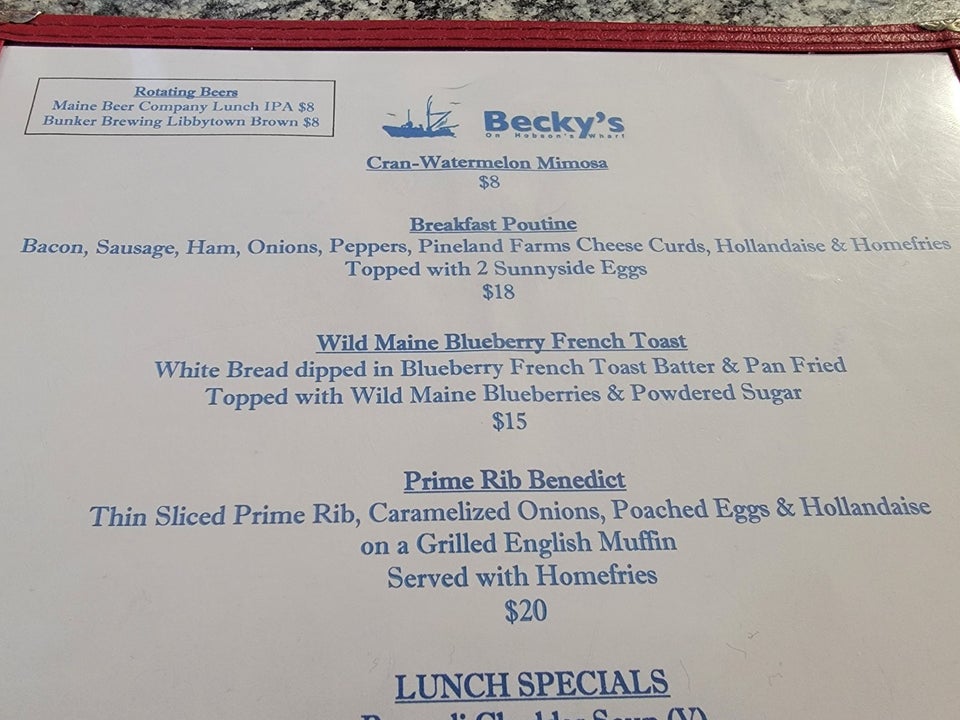 Rotating Beers
Maine Beer Company Lunch IPA $8
Bunker Brewing Libbytown Brown $8
Becky's
On Hobson's Wharf
Cran-Watermelon Mimosa
$8
Breakfast Poutine
Bacon, Sausage, Ham, Onions, Peppers, Pineland Farms Cheese Curds, Hollandaise & Homefries
Topped with 2 Sunnyside Eggs
$18
Wild Maine Blueberry French Toast
White Bread dipped in Blueberry French Toast Batter & Pan Fried
Topped with Wild Maine Blueberries & Powdered Sugar
$15
Prime Rib Benedict
Thin Sliced Prime Rib, Caramelized Onions, Poached Eggs & Hollandaise
on a Grilled English Muffin
Served with Homefries
$20
LUNCH SPECIALS
Cheddar Soup (V)